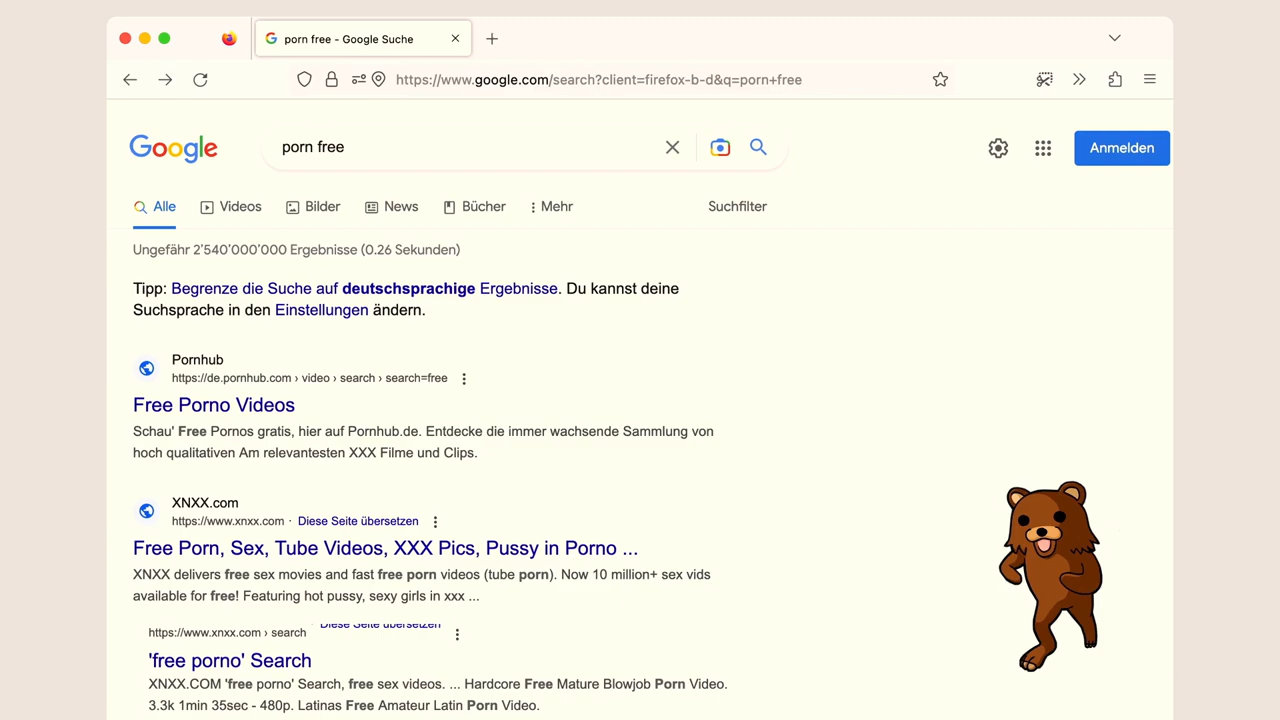 porn free - Google Suche
https://www.google.com/search?client=firefox-b-d&q=porn+free
Google
porn free
Anmelden
Alle Videos Bilder News Bücher Mehr Suchfilter
Ungefähr 2’540’000’000 Ergebnisse (0.26 Sekunden)
Tipp: Begrenze die Suche auf deutschsprachige Ergebnisse. Du kannst deine
Suchsprache in den Einstellungen ändern.
Pornhub
https://de.pornhub.com › video › search › search=free
Free Porno Videos
Schau' Free Pornos gratis, hier auf Pornhub.de. Entdecke die immer wachsende Sammlung von
hoch qualitativen Am relevantesten XXX Filme und Clips.
XNXX.com
https://www.xnxx.com · Diese Seite übersetzen
Free Porn, Sex, Tube Videos, XXX Pics, Pussy in Porno ...
XNXX delivers free sex movies and fast free porn videos (tube porn). Now 10 million+ sex vids
available for free! Featuring hot pussy, sexy girls in xxx ...
https://www.xnxx.com › search Diese Seite übersetzen
'free porno' Search
XNXX.COM 'free porno' Search, free sex videos. ... Hardcore Free Mature Blowjob Porn Video.
3.3k 1min 35sec - 480p. Latinas Free Amateur Latin Porn Video.